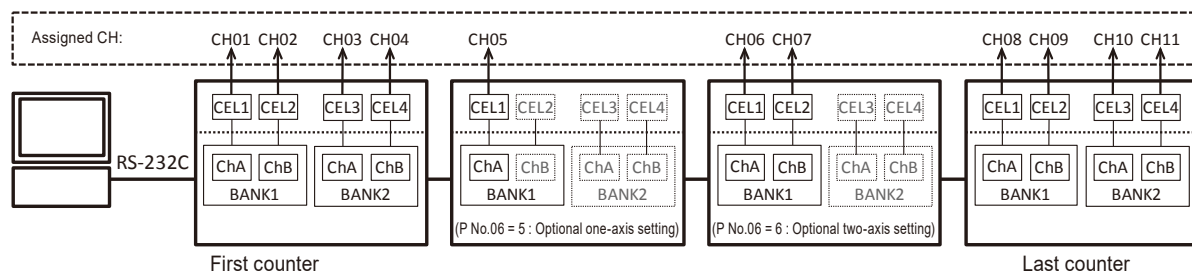 Assigned CH: CH01 CH02 CH03 CH04 CH05 CH06 CH07 CH08 CH09 CH10 CH11
CEL1 CEL2 CEL3 CEL4 CEL1 CEL2 CEL3 CEL4 CEL1 CEL2 CEL3 CEL4 CEL1 CEL2 CEL3 CEL4
RS-232C
ChA ChB ChA ChB ChA ChB ChA ChB ChA ChB ChA ChB ChA ChB ChA ChB
BANK1 BANK2 BANK1 BANK2 BANK1 BANK2 BANK1 BANK2
(P No.06 = 5 : Optional one-axis setting) (P No.06 = 6 : Optional two-axis setting)
First counter Last counter